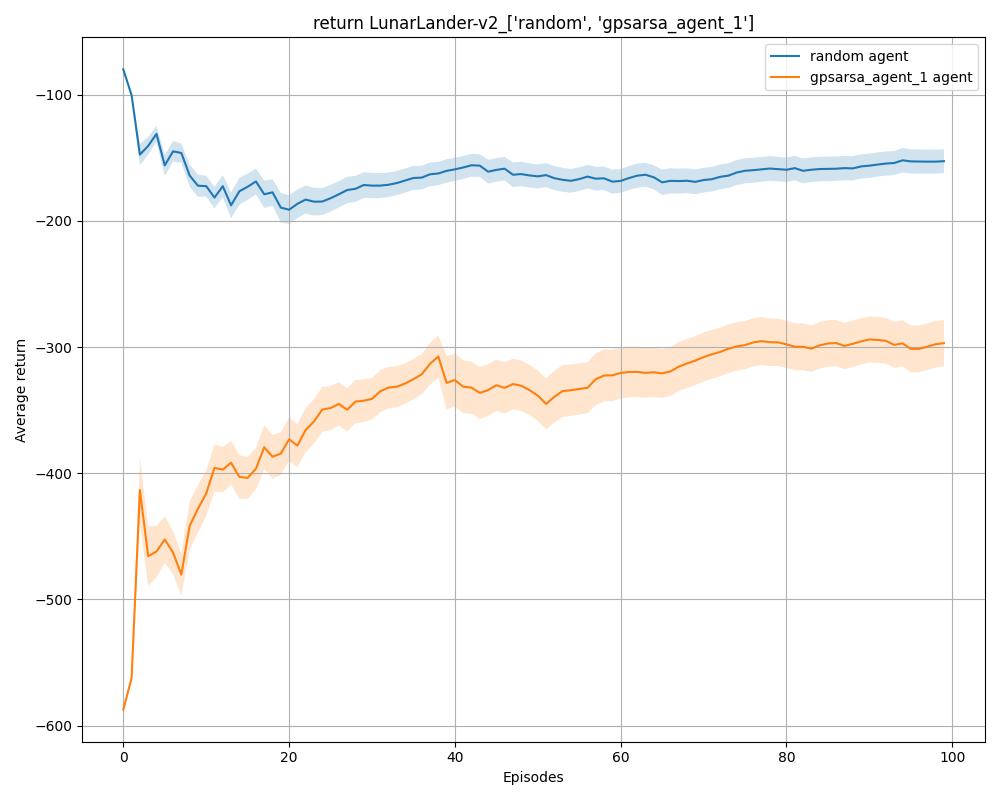 return LunarLander-v2_['random', 'gpsarsa_agent_1']
random agent
gpsarsa_agent_1 agent
Average return
−100
−200
−300
−400
−500
−600
0 20 40 60 80 100
Episodes